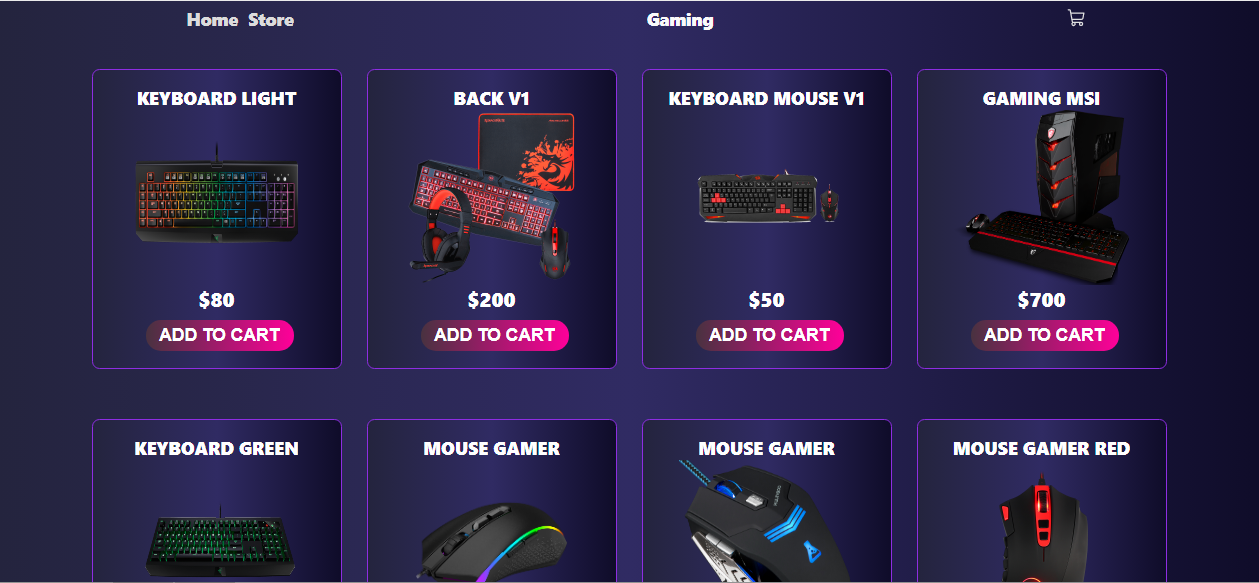 Home Store
Gaming
KEYBOARD LIGHT
BACK V1
KEYBOARD MOUSE V1
GAMING MSI
$80
$200
$50
$700
ADD TO CART
ADD TO CART
ADD TO CART
ADD TO CART
KEYBOARD GREEN
MOUSE GAMER
MOUSE GAMER
MOUSE GAMER RED